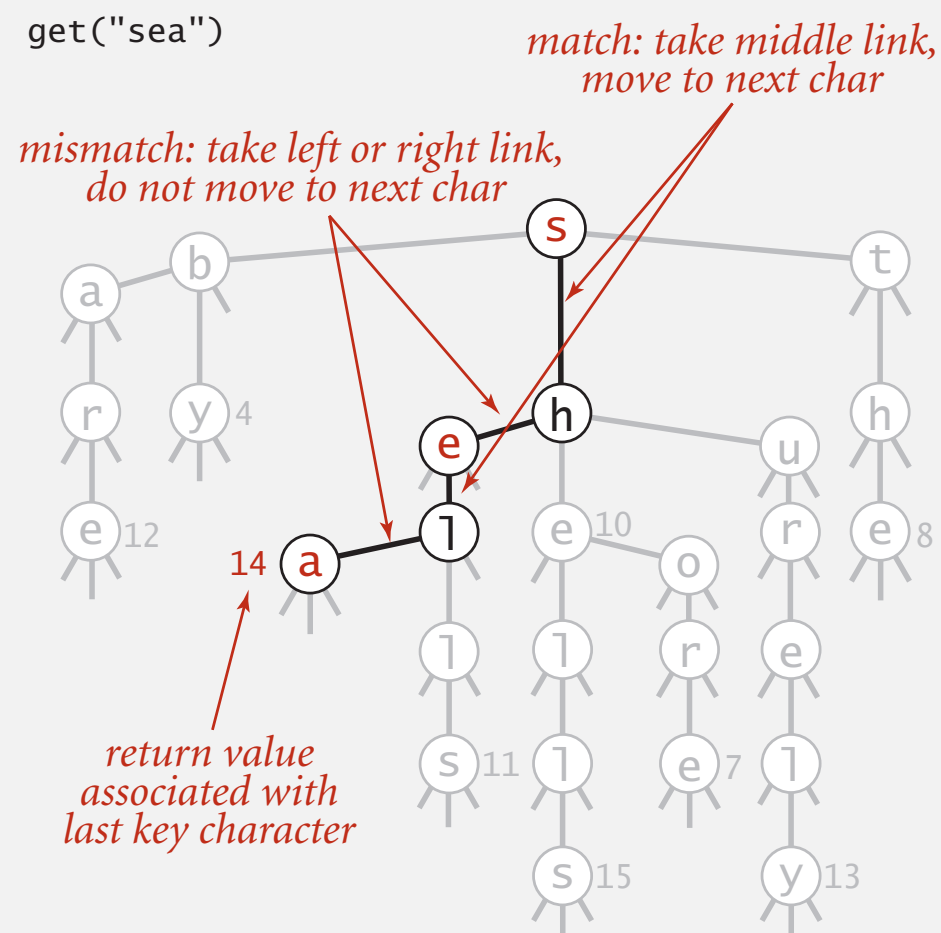 get("sea")
match: take middle link,
move to next char
mismatch: take left or right link,
do not move to next char
s
b
t
a
r
y 4
h
h
e
u
e 12
l
e 10
r
e 8
14 a
o
l
l
r
e
s 11
l
e 7
l
return value
associated with
last key character
s 15
y 13